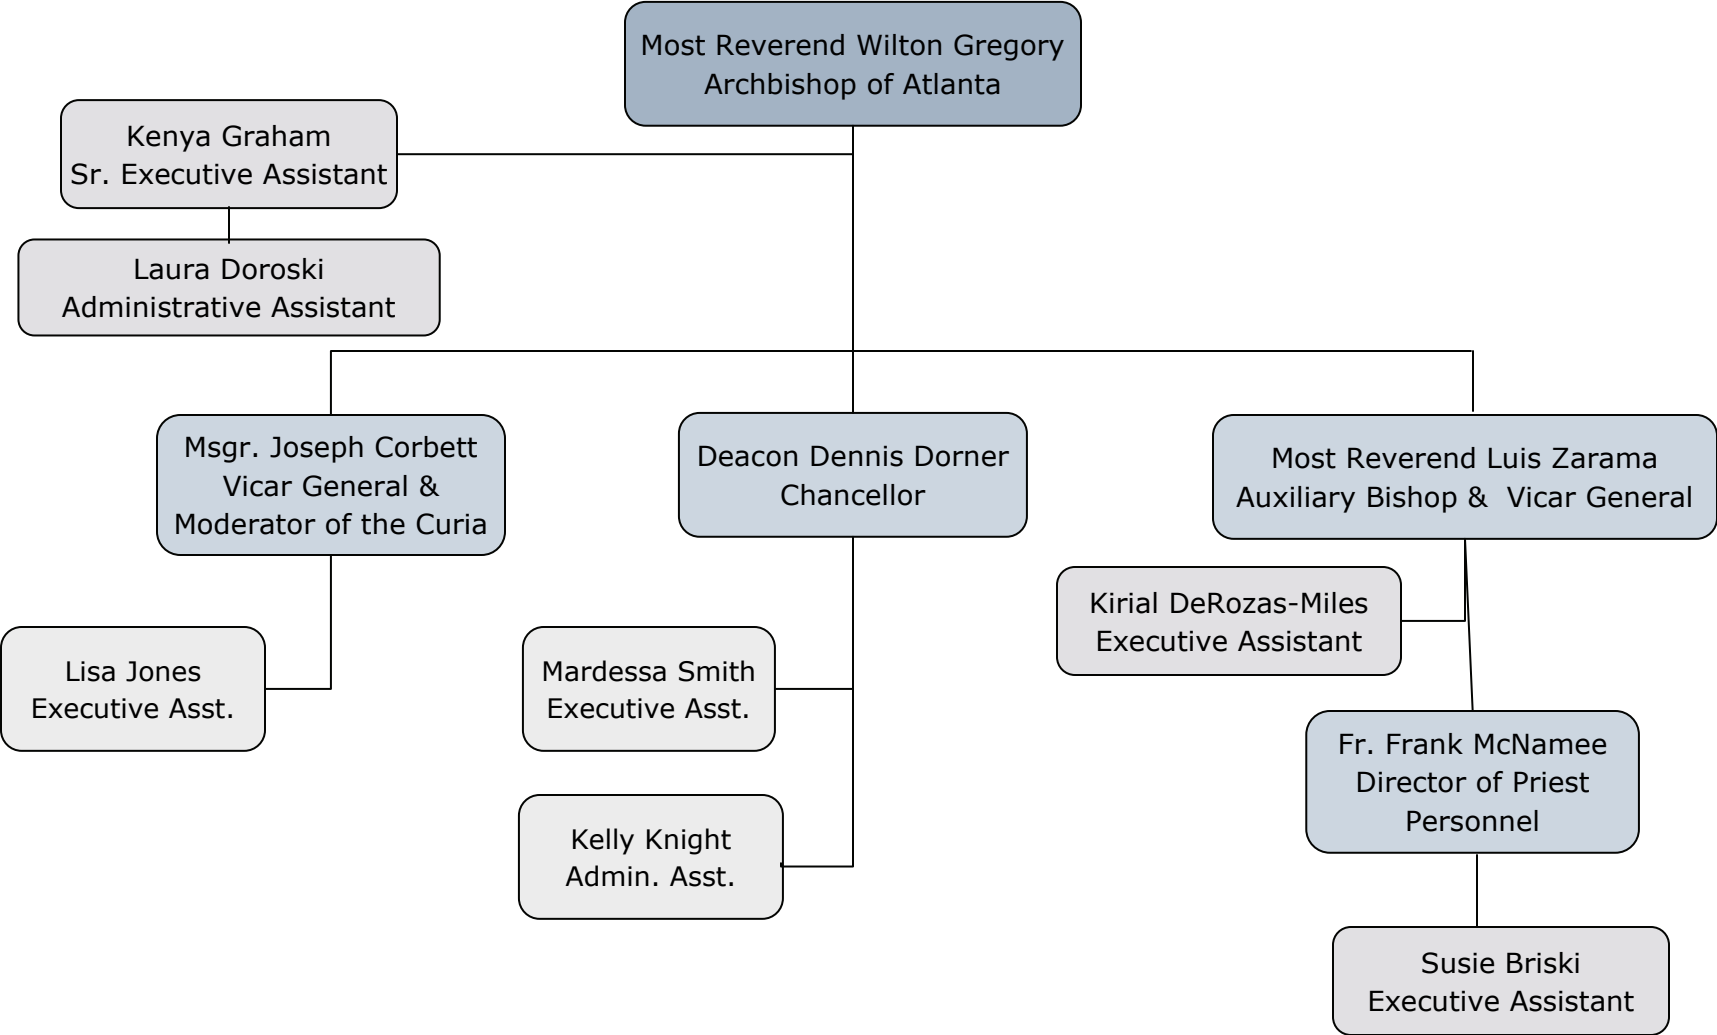 Most Reverend Wilton Gregory
Archbishop of Atlanta
Kenya Graham
Sr. Executive Assistant
Laura Doroski
Administrative Assistant
Msgr. Joseph Corbett
Vicar General &
Moderator of the Curia
Deacon Dennis Dorner
Chancellor
Most Reverend Luis Zarama
Auxiliary Bishop &  Vicar General
Kirial DeRozas-Miles
Executive Assistant
Lisa Jones
Executive Asst.
Mardessa Smith
Executive Asst.
Fr. Frank McNamee
Director of Priest
Personnel
Kelly Knight
Admin. Asst.
Susie Briski
Executive Assistant